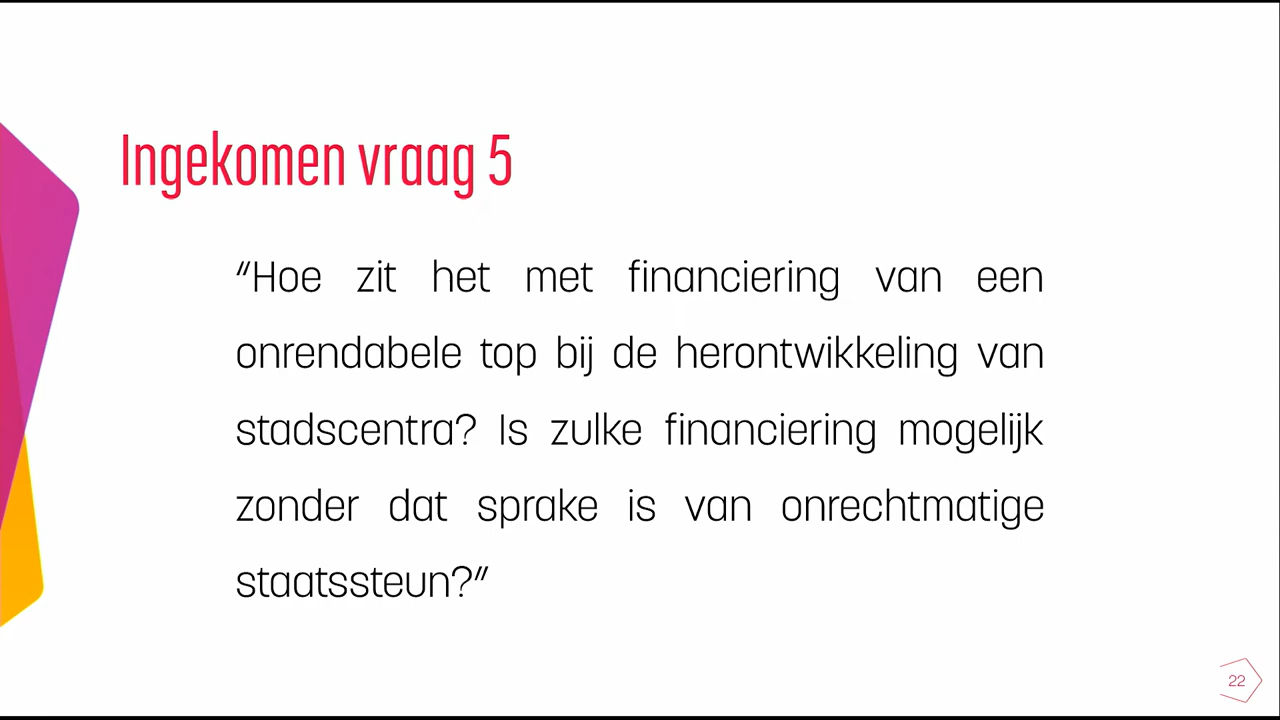 Ingekomen vraag 5
“Hoe zit het met financiering van een
onrendabele top bij de herontwikkeling van
stadscentra? Is zulke financiering mogelijk
zonder dat sprake is van onrechtmatige
staatssteun?”
22